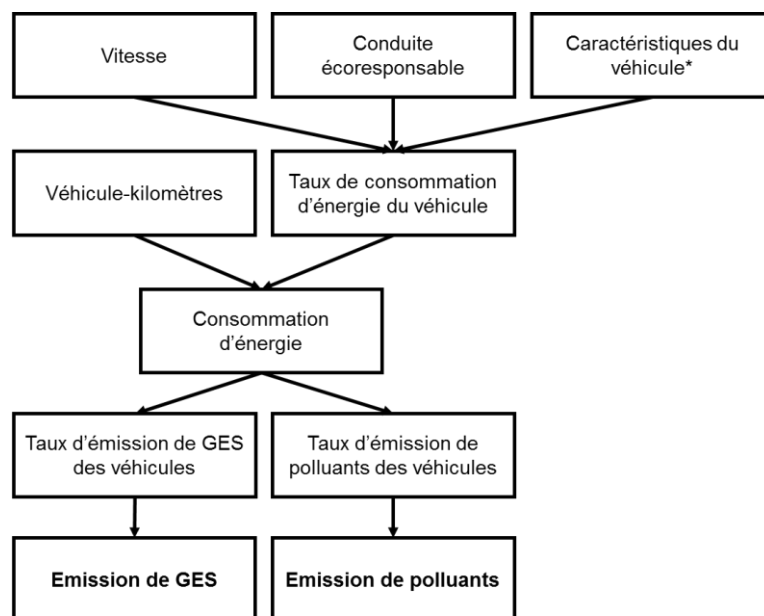 Vitesse
Conduite
écoresponsable
Caractéristiques du
véhicule*
Véhicule-kilomètres
Taux de consommation
d'énergie du véhicule
Consommation
d'énergie
Taux d'émission de GES
des véhicules
Taux d'émission de
polluants des véhicules
Emission de GES
Emission de polluants